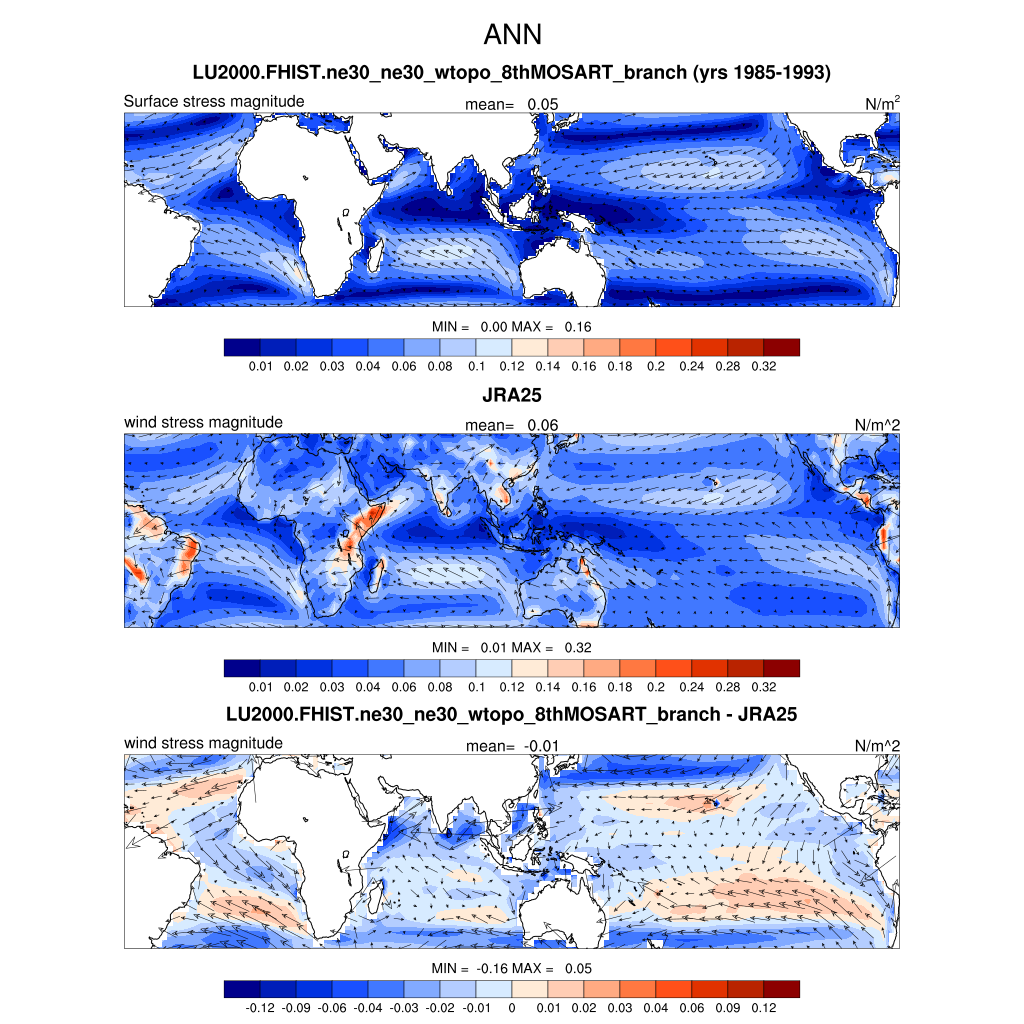 ANN
LU2000.FHIST.ne30_ne30_wtopo_8thMOSART_branch (yrs 1985-1993)
Surface stress magnitude mean= 0.05 N/m2
MIN = 0.00 MAX = 0.16
0.01 0.02 0.03 0.04 0.06 0.08 0.1 0.12 0.14 0.16 0.18 0.2 0.24 0.28 0.32
JRA25
wind stress magnitude mean= 0.06 N/m^2
MIN = 0.01 MAX = 0.32
0.01 0.02 0.03 0.04 0.06 0.08 0.1 0.12 0.14 0.16 0.18 0.2 0.24 0.28 0.32
LU2000.FHIST.ne30_ne30_wtopo_8thMOSART_branch - JRA25
wind stress magnitude mean= -0.01 N/m^2
MIN = -0.16 MAX = 0.05
-0.12 -0.09 -0.06 -0.04 -0.03 -0.02 -0.01 0 0.01 0.02 0.03 0.04 0.06 0.09 0.12